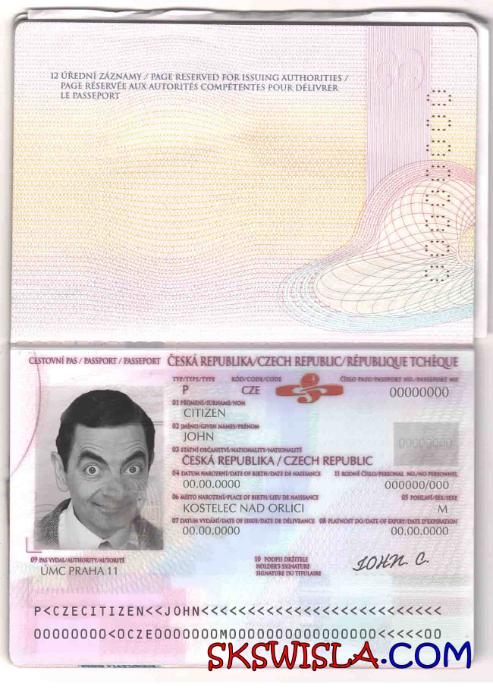 12 ÚŘEDNÍ ZÁZNAMY / PAGE RESERVED FOR ISSUING AUTHORITIES /
PAGE RÉSERVÉE AUX AUTORITÉS COMPÉTENTES POUR DÉLIVRER
LE PASSEPORT
CESTOVNÍ PAS / PASSPORT / PASSEPORT ČESKÁ REPUBLIKA/CZECH REPUBLIC/RÉPUBLIQUE TCHÈQUE
TYP/TYPE/TYPE KÓD/CODE/CODE ČÍSLO PASU/PASSPORT NO./PASSEPORT NO
P CZE 00000000
01 PŘÍJMENÍ/SURNAME/NOM
CITIZEN
02 JMÉNO/GIVEN NAMES/PRÉNOM
JOHN
00000000
03 STÁTNÍ OBČANSTVÍ/NATIONALITY/NATIONALITÉ
ČESKÁ REPUBLIKA / CZECH REPUBLIC
04 DATUM NAROZENÍ/DATE OF BIRTH/DATE DE NAISSANCE 11 RODNÉ ČÍSLO/PERSONAL NO./NO PERSONNEL
00.00.0000 000000/000
06 MÍSTO NAROZENÍ/PLACE OF BIRTH/LIEU DE NAISSANCE 05 POHLAVÍ/SEX/SEXE
KOSTELEC NAD ORLICI M
07 DATUM VYDÁNÍ/DATE OF ISSUE/DATE DE DÉLIVRANCE 08 PLATNOST DO/DATE OF EXPIRY/DATE D'EXPIRATION
00.00.0000 00.00.0000
09 PAS VYDAL/AUTHORITY/AUTORITÉ
ÚMC PRAHA 11
10 PODPIS DRŽITELE
HOLDER'S SIGNATURE
SIGNATURE DU TITULAIRE
JOHN C.
P<CZECITIZEN<<JOHN<<<<<<<<<<<<<<<<<<<<<<<<<<
00000000<0CZE0000000M0000000000000000<<<<<00
SKSWISLA.COM